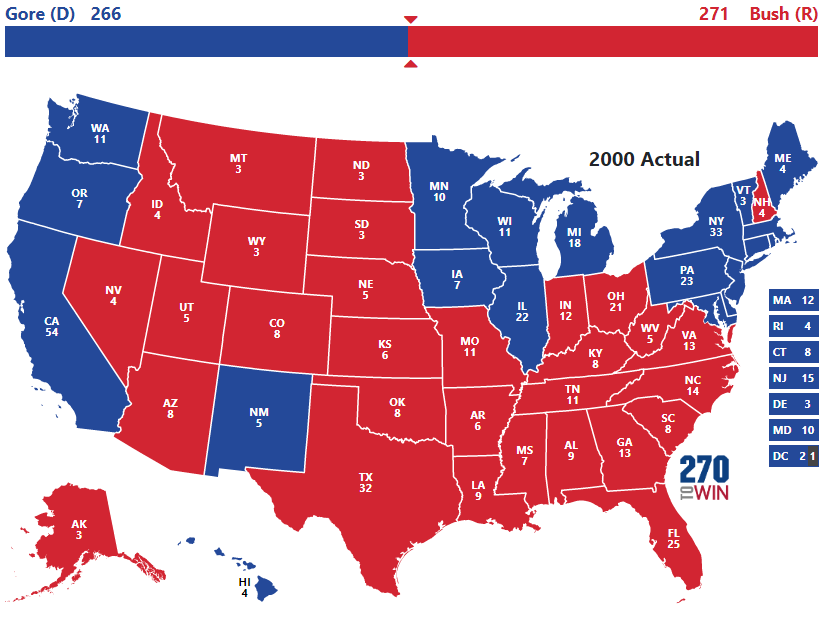 Gore (D) 266
271 Bush (R)
2000 Actual
WA
11
OR
7
CA
54
ID
4
NV
4
MT
3
WY
3
UT
5
AZ
8
CO
8
NM
5
ND
3
SD
3
NE
5
KS
6
OK
8
TX
32
MN
10
IA
7
MO
11
AR
6
LA
9
WI
11
IL
22
MI
18
IN
12
OH
21
KY
8
TN
11
MS
7
AL
9
GA
13
FL
25
SC
8
NC
14
VA
13
WV
5
PA
23
NY
33
VT
3
NH
4
ME
4
MA 12
RI 4
CT 8
NJ 15
DE 3
MD 10
DC 2 1
AK
3
HI
4
270
TO WIN